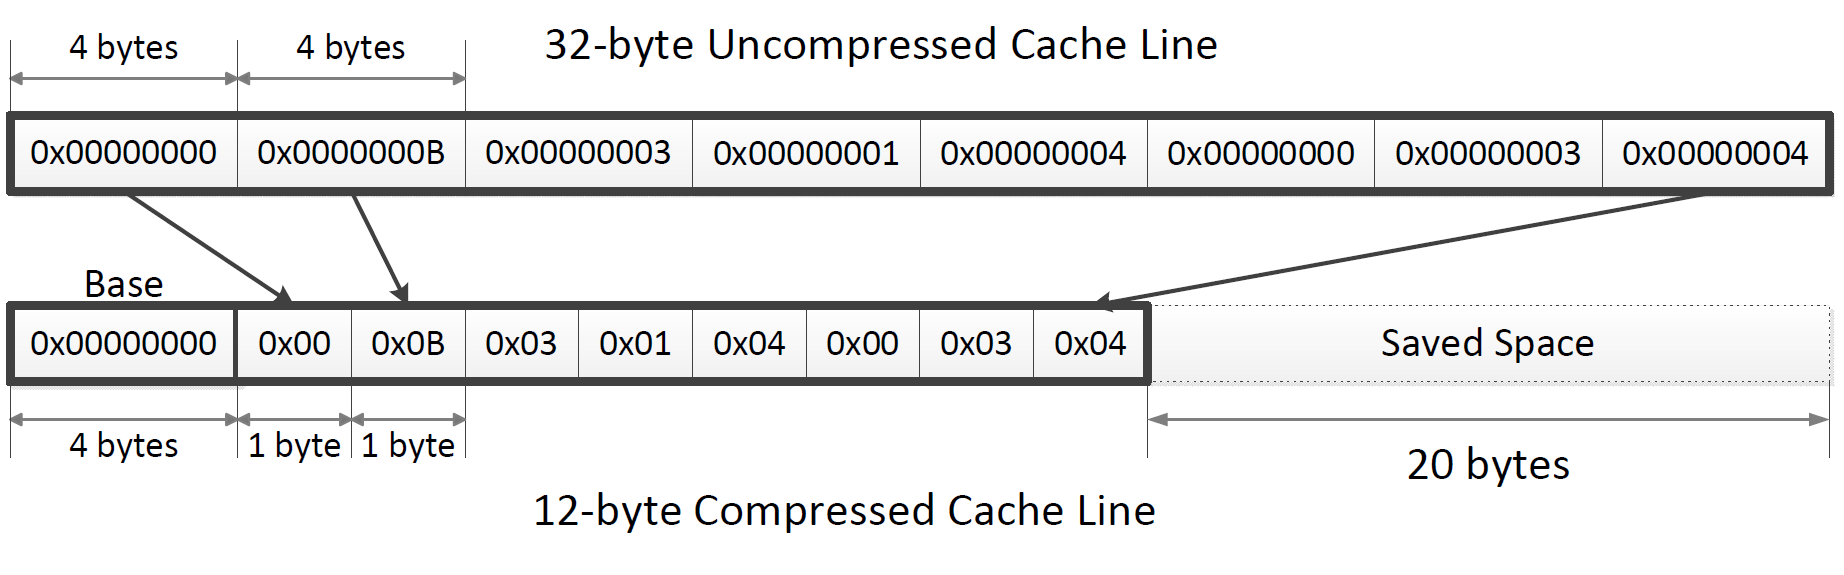 4 bytes 4 bytes 32-byte Uncompressed Cache Line
0x00000000 0x0000000B 0x00000003 0x00000001 0x00000004 0x00000000 0x00000003 0x00000004
Base
0x00000000 0x00 0x0B 0x03 0x01 0x04 0x00 0x03 0x04 Saved Space
4 bytes 1 byte 1 byte 20 bytes
12-byte Compressed Cache Line